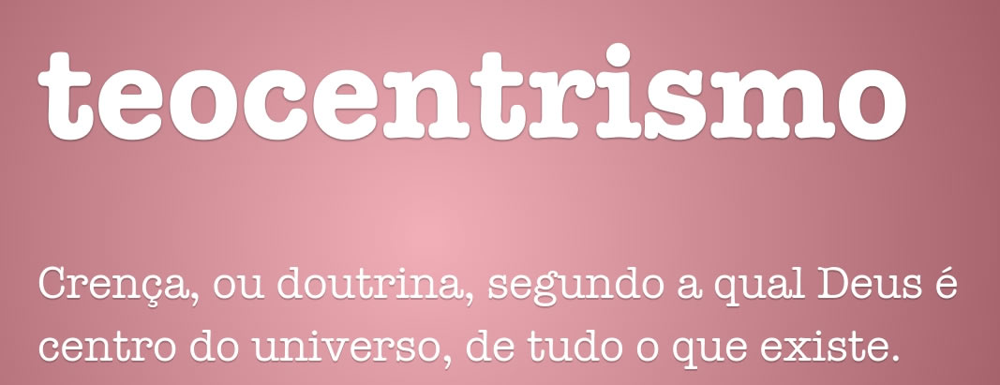 teocentrismo
Crença, ou doutrina, segundo a qual Deus é
centro do universo, de tudo o que existe.